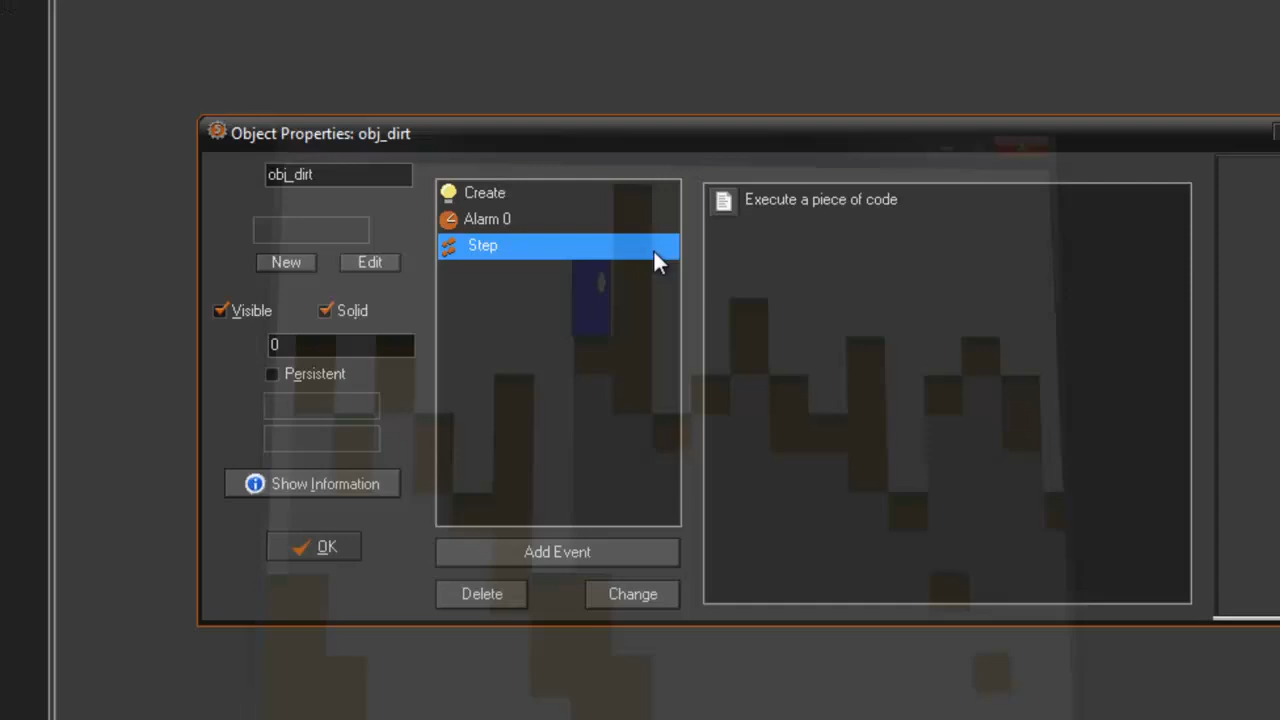 Object Properties: obj_dirt
obj_dirt
New
Edit
Visible
Solid
0
Persistent
Show Information
OK
Create
Alarm 0
Step
Add Event
Delete
Change
Execute a piece of code